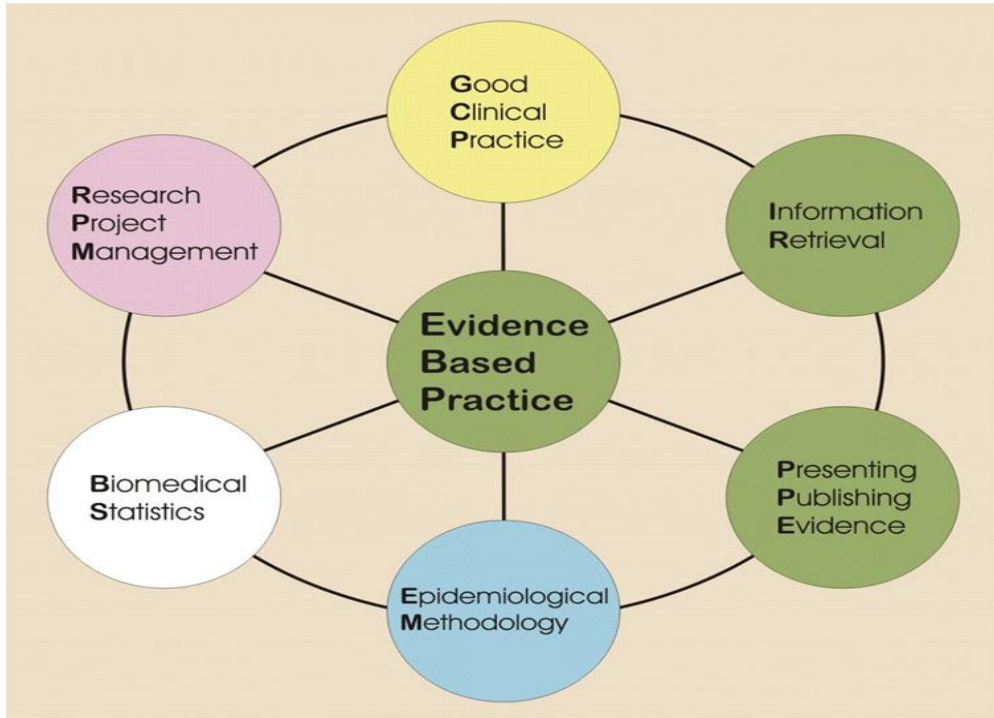 Good
Clinical
Practice
Research
Project
Management
Information
Retrieval
Evidence
Based
Practice
Biomedical
Statistics
Presenting
Publishing
Evidence
Epidemiological
Methodology